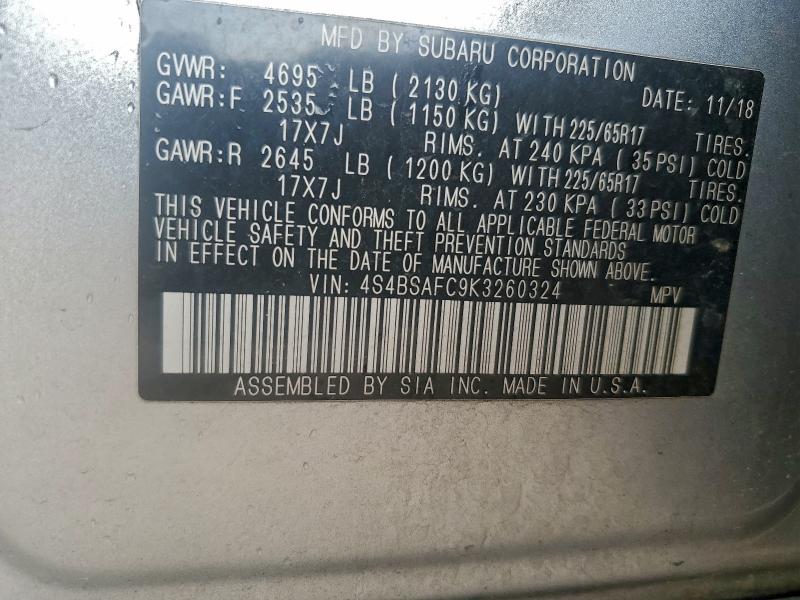 MFD BY SUBARU CORPORATION
GVWR: 4695 LB (2130 KG) DATE: 11/18
GAWR:F 2535 LB (1150 KG) WITH 225/65R17 TIRES.
17X7J RIMS. AT 240 KPA (35 PSI) COLD
GAWR:R 2645 LB (1200 KG) WITH 225/65R17 TIRES.
17X7J RIMS. AT 230 KPA (33 PSI) COLD
THIS VEHICLE CONFORMS TO ALL APPLICABLE FEDERAL MOTOR
VEHICLE SAFETY AND THEFT PREVENTION STANDARDS
IN EFFECT ON THE DATE OF MANUFACTURE SHOWN ABOVE.
VIN: 4S4BSAFC9K3260324 MPV
ASSEMBLED BY SIA INC. MADE IN U.S.A.